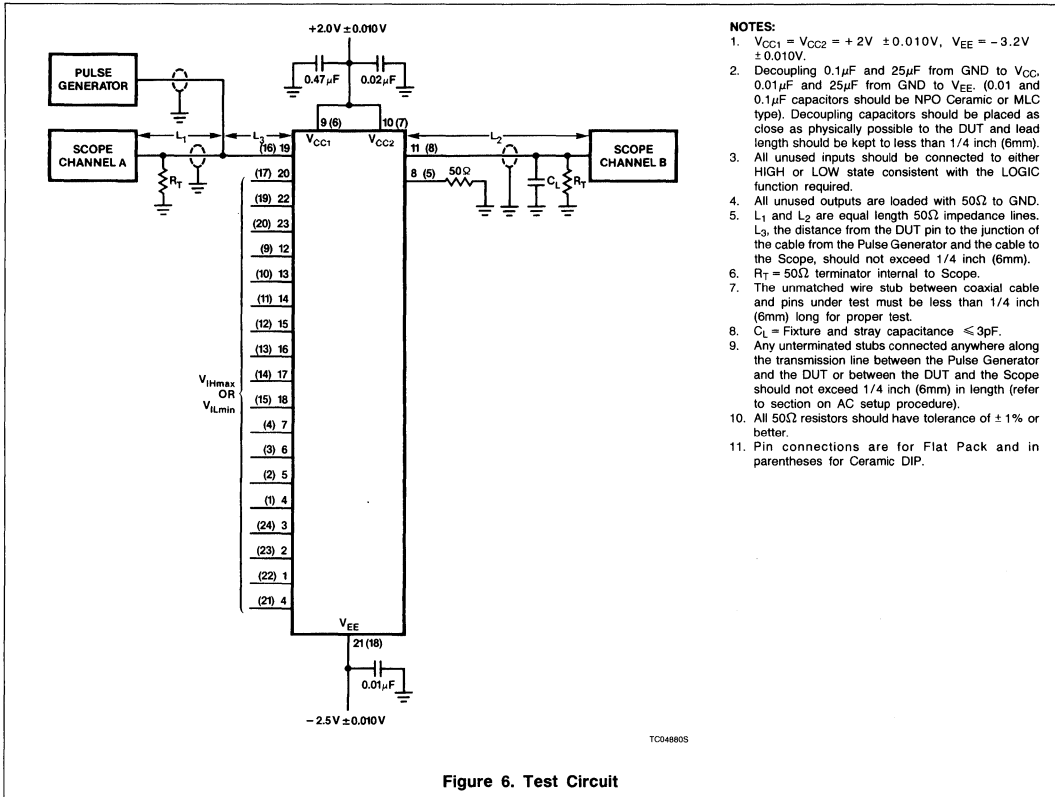 +2.0V ±0.010V
0.47μF
0.02μF
PULSE
GENERATOR
SCOPE
CHANNEL A
L1
L3
RT
9 (6)
10 (7)
VCC1
VCC2
(16) 19
11 (8)
L2
SCOPE
CHANNEL B
8 (5)
50Ω
CL
RT
(17) 20
(19) 22
(20) 23
(9) 12
(10) 13
(11) 14
(12) 15
(13) 16
(14) 17
(15) 18
(4) 7
(3) 6
(2) 5
(1) 4
(24) 3
(23) 2
(22) 1
(21) 4
VIHmax
OR
VILmin
VEE
21 (18)
0.01μF
−2.5V ±0.010V
TC04880S
NOTES:
1. VCC1 = VCC2 = +2V ±0.010V, VEE = −3.2V
±0.010V.
2. Decoupling 0.1μF and 25μF from GND to VCC,
0.01μF and 25μF from GND to VEE. (0.01 and
0.1μF capacitors should be NPO Ceramic or MLC
type). Decoupling capacitors should be placed as
close as physically possible to the DUT and lead
length should be kept to less than 1/4 inch (6mm).
3. All unused inputs should be connected to either
HIGH or LOW state consistent with the LOGIC
function required.
4. All unused outputs are loaded with 50Ω to GND.
5. L1 and L2 are equal length 50Ω impedance lines.
L3, the distance from the DUT pin to the junction of
the cable from the Pulse Generator and the cable to
the Scope, should not exceed 1/4 inch (6mm).
6. RT = 50Ω terminator internal to Scope.
7. The unmatched wire stub between coaxial cable
and pins under test must be less than 1/4 inch
(6mm) long for proper test.
8. CL = Fixture and stray capacitance ⩽ 3pF.
9. Any unterminated stubs connected anywhere along
the transmission line between the Pulse Generator
and the DUT or between the DUT and the Scope
should not exceed 1/4 inch (6mm) in length (refer
to section on AC setup procedure).
10. All 50Ω resistors should have tolerance of ±1% or
better.
11. Pin connections are for Flat Pack and in
parentheses for Ceramic DIP.
Figure 6. Test Circuit